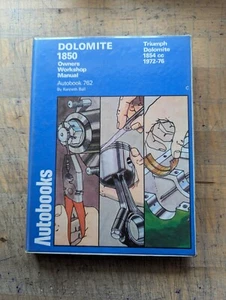 DOLOMITE
1850
Owners
Workshop
Manual
Autobook 782
By Kenneth Ball
Triumph
Dolomite
1854 cc
1972-76
Autobooks